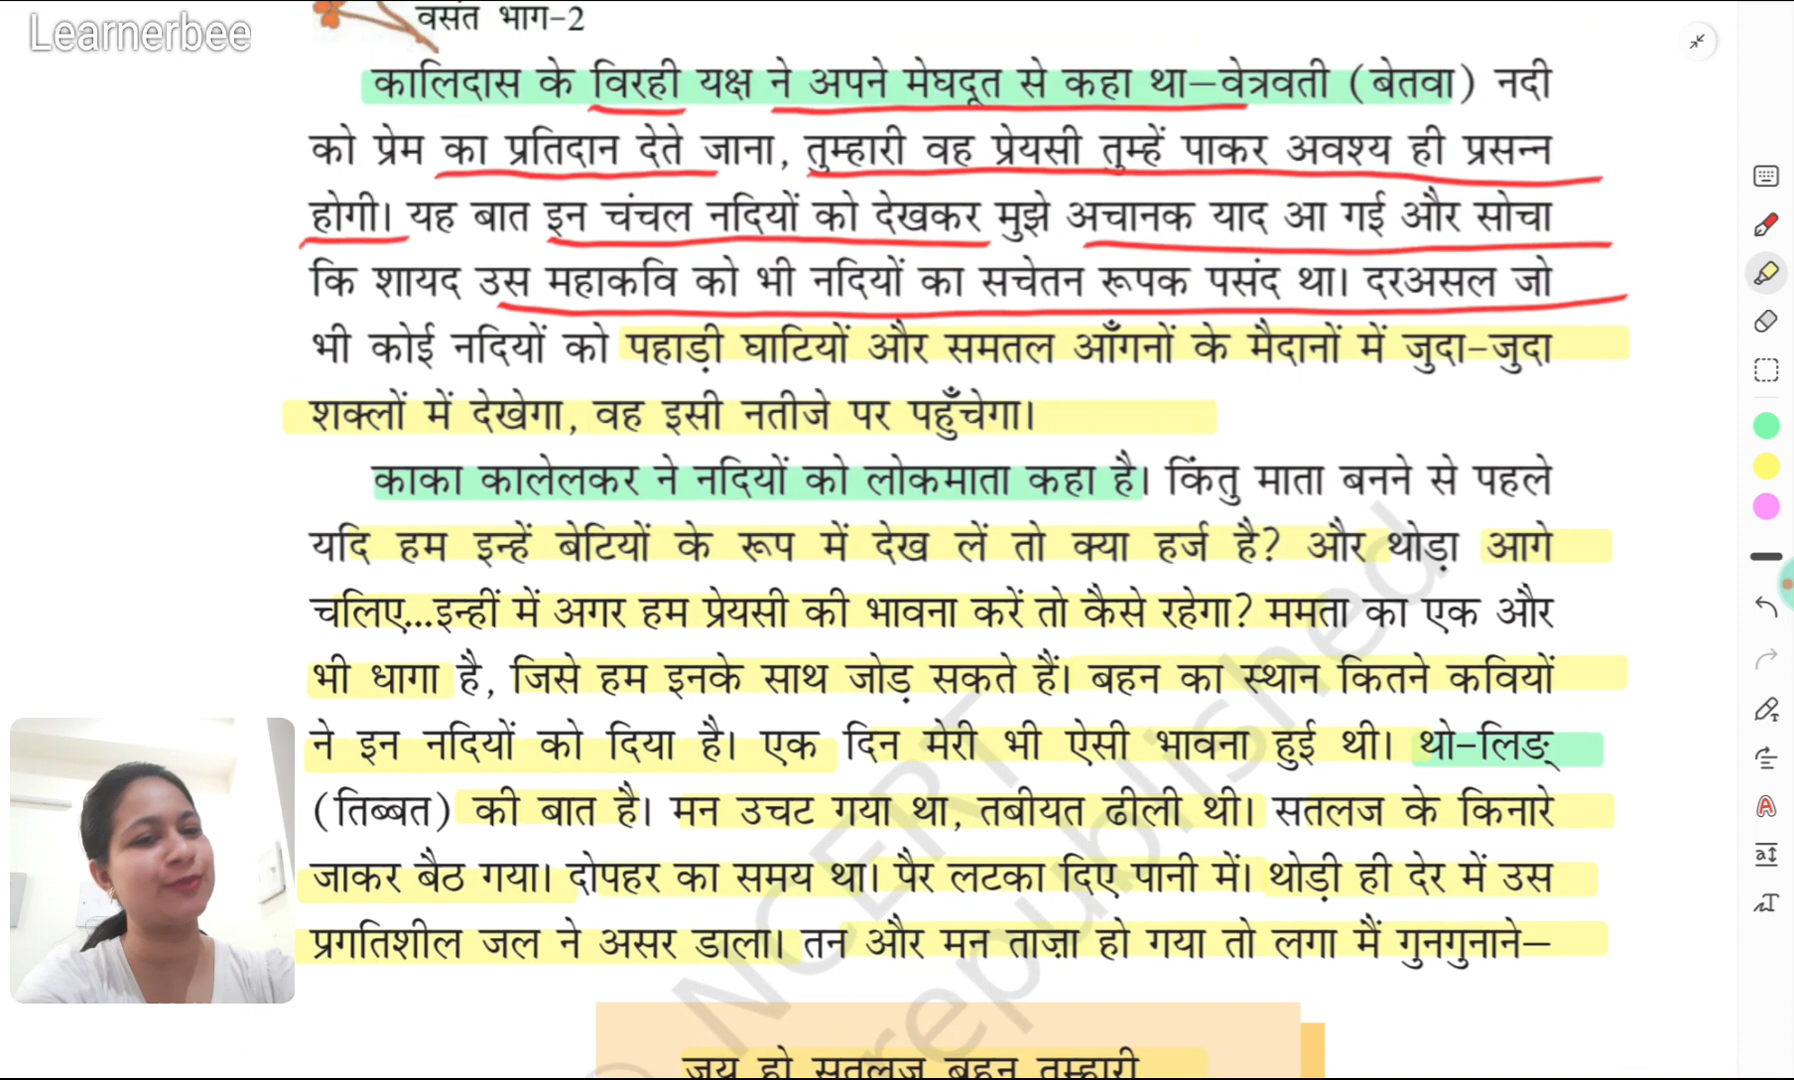 Learnerbee
वसंत भाग-2
कालिदास के विरही यक्ष ने अपने मेघदूत से कहा था–वेत्रवती (बेतवा) नदी
को प्रेम का प्रतिदान देते जाना, तुम्हारी वह प्रेयसी तुम्हें पाकर अवश्य ही प्रसन्न
होगी। यह बात इन चंचल नदियों को देखकर मुझे अचानक याद आ गई और सोचा
कि शायद उस महाकवि को भी नदियों का सचेतन रूपक पसंद था। दरअसल जो
भी कोई नदियों को पहाड़ी घाटियों और समतल आँगनों के मैदानों में जुदा-जुदा
शक्लों में देखेगा, वह इसी नतीजे पर पहुँचेगा।
काका कालेलकर ने नदियों को लोकमाता कहा है। किंतु माता बनने से पहले
यदि हम इन्हें बेटियों के रूप में देख लें तो क्या हर्ज है? और थोड़ा आगे
चलिए...इन्हीं में अगर हम प्रेयसी की भावना करें तो कैसे रहेगा? ममता का एक और
भी धागा है, जिसे हम इनके साथ जोड़ सकते हैं। बहन का स्थान कितने कवियों
ने इन नदियों को दिया है। एक दिन मेरी भी ऐसी भावना हुई थी। थो-लिङ्
(तिब्बत) की बात है। मन उचट गया था, तबीयत ढीली थी। सतलज के किनारे
जाकर बैठ गया। दोपहर का समय था। पैर लटका दिए पानी में। थोड़ी ही देर में उस
प्रगतिशील जल ने असर डाला। तन और मन ताज़ा हो गया तो लगा मैं गुनगुनाने–
जय हो सतलज बहन तुम्हारी
© NCERT
republished